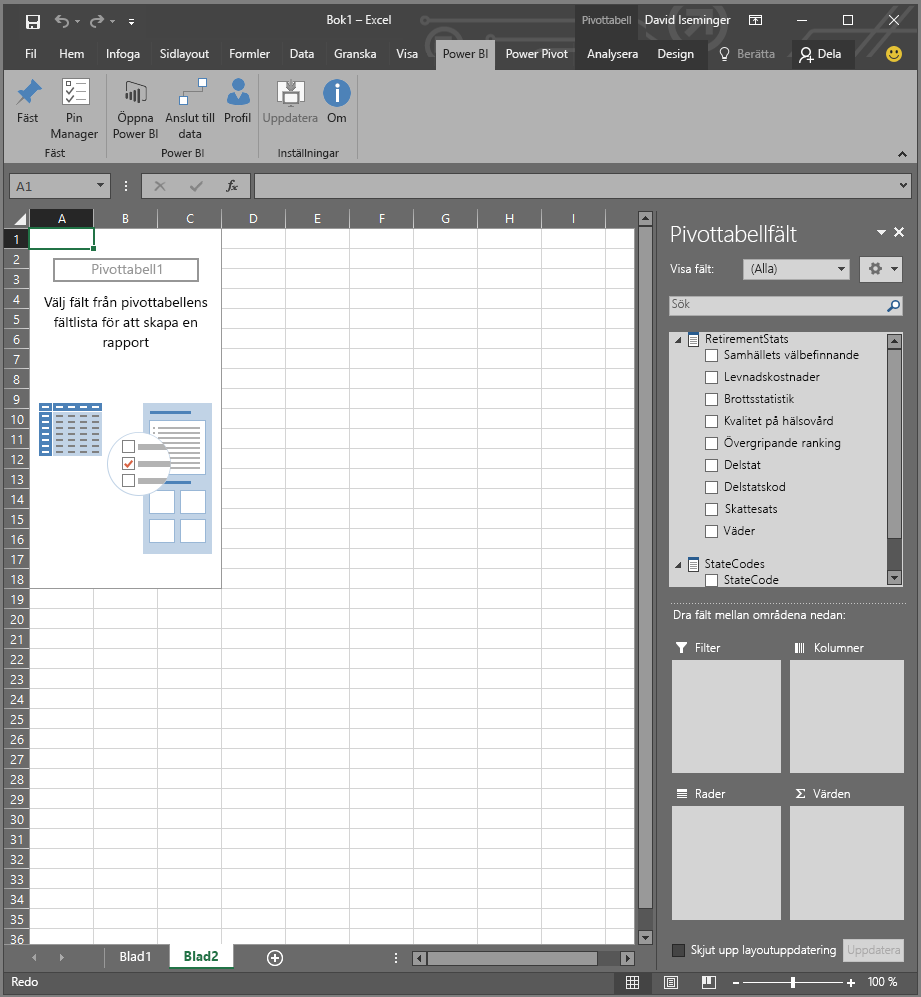 Bok1 – Excel
Pivottabell
David Iseminger
Fil Hem Infoga Sidlayout Formler Data Granska Visa Power BI Power Pivot Analysera Design Berätta Dela
Fäst
Pin Manager
Öppna Power BI
Anslut till data
Profil
Uppdatera
Om
Fäst
Power BI
Inställningar
A1
fx
A B C D E F G H I
1
2
3
4
5
6
7
8
9
10
11
12
13
14
15
16
17
18
19
20
21
22
23
24
25
26
27
28
29
30
31
32
33
34
35
36
Pivottabell1
Välj fält från pivottabellens
fältlista för att skapa en
rapport
Pivottabellfält
Visa fält:
(Alla)
Sök
RetirementStats
Samhällets välbefinnande
Levnadskostnader
Brottsstatistik
Kvalitet på hälsovård
Övergripande ranking
Delstat
Delstatskod
Skattesats
Väder
StateCodes
StateCode
Dra fält mellan områdena nedan:
Filter
Kolumner
Rader
Σ Värden
Skjut upp layoutuppdatering
Uppdatera
Blad1
Blad2
Redo
100 %